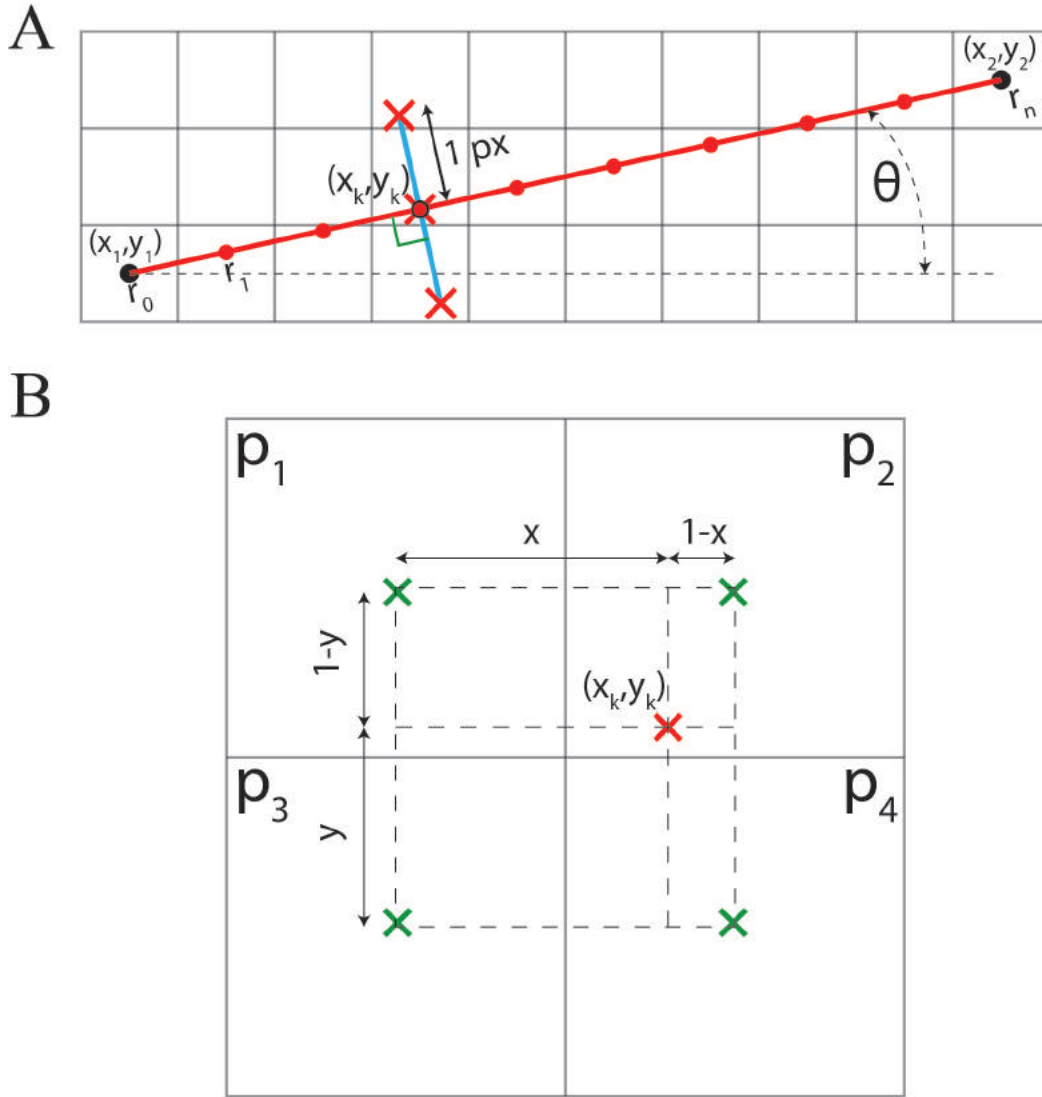 A
(x₂,y₂)
rₙ
1 px
(xₖ,yₖ)
θ
(x₁,y₁)
r₀
r₁
B
p₁
p₂
x
1-x
1-y
(xₖ,yₖ)
p₃
p₄
y